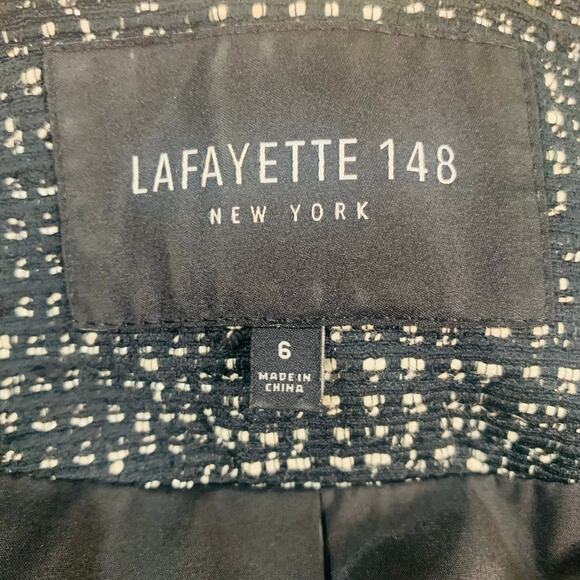 LAFAYETTE 148
NEW YORK
6
MADE IN
CHINA